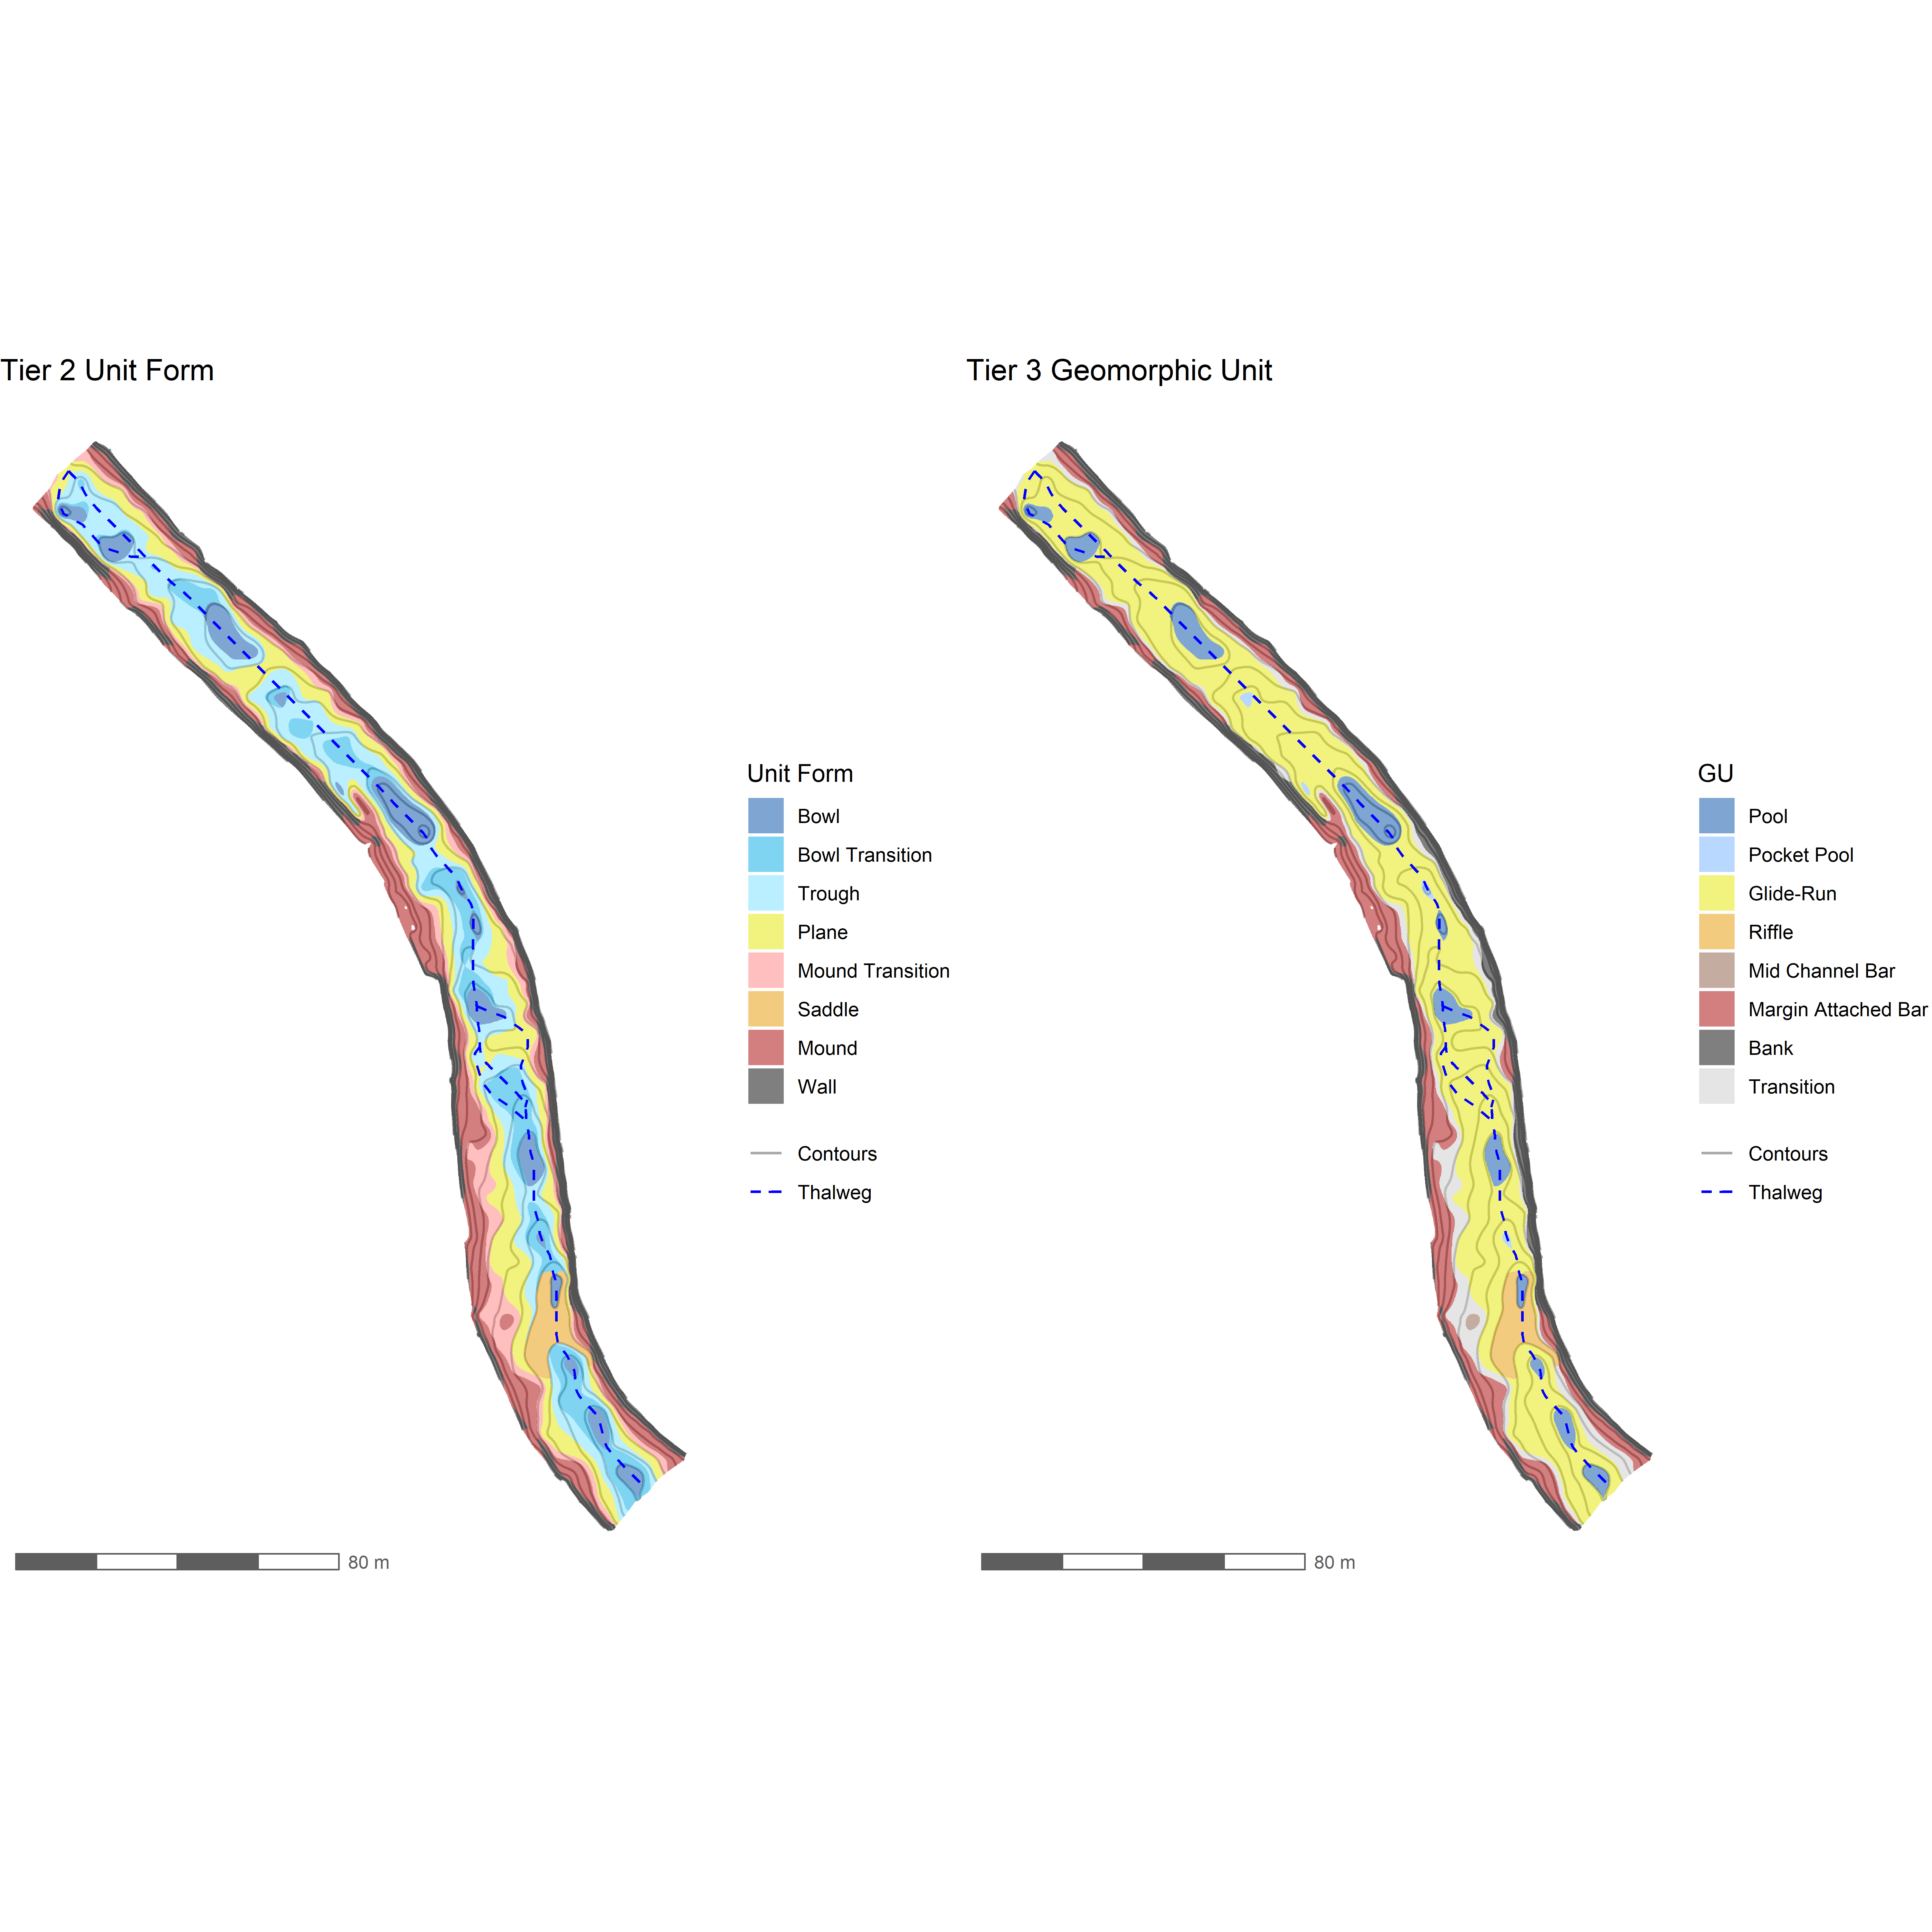 Tier 2 Unit Form
Tier 3 Geomorphic Unit
Unit Form
Bowl
Bowl Transition
Trough
Plane
Mound Transition
Saddle
Mound
Wall
Contours
Thalweg
GU
Pool
Pocket Pool
Glide-Run
Riffle
Mid Channel Bar
Margin Attached Bar
Bank
Transition
Contours
Thalweg
80 m
80 m